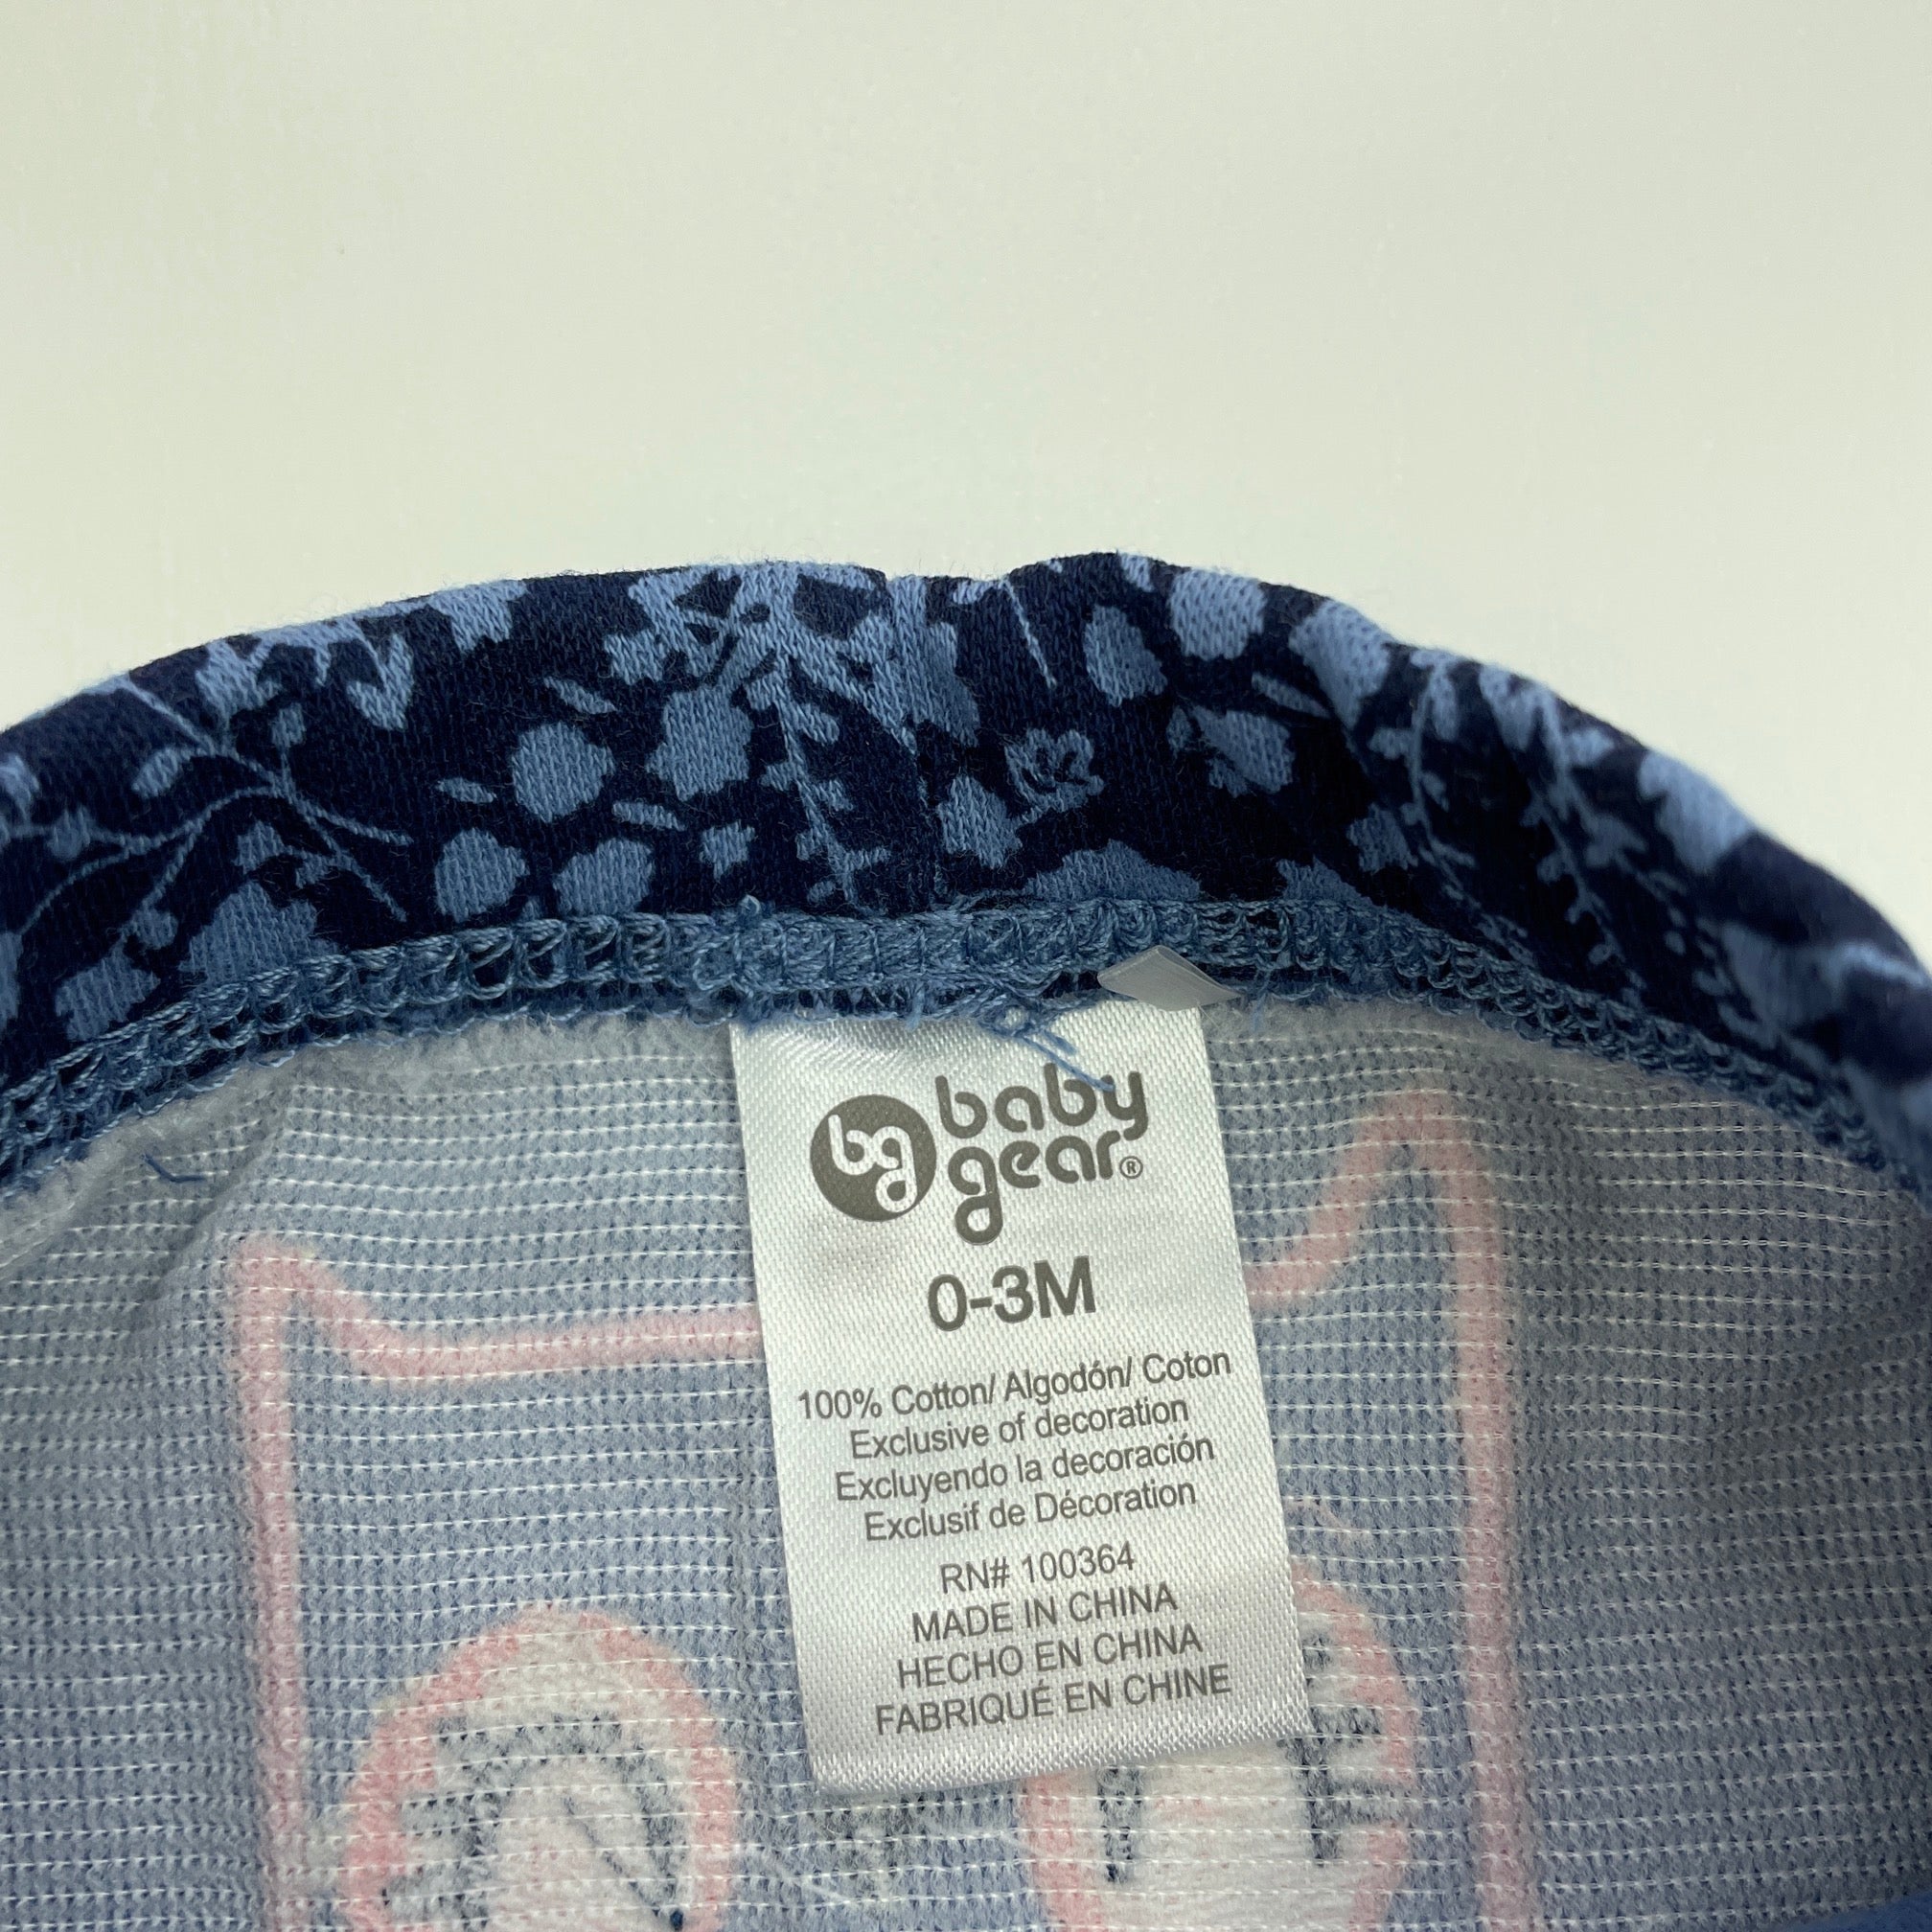 bg baby
gear®
0-3M
100% Cotton/ Algodón/ Coton
Exclusive of decoration
Excluyendo la decoración
Exclusif de Décoration
RN# 100364
MADE IN CHINA
HECHO EN CHINA
FABRIQUÉ EN CHINE